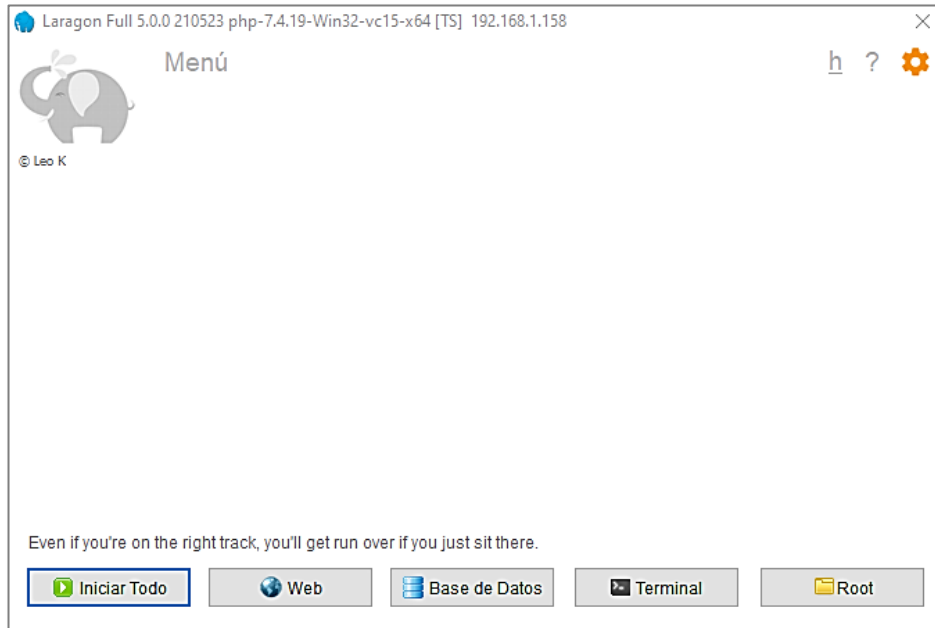 Laragon Full 5.0.0 210523 php-7.4.19-Win32-vc15-x64 [TS] 192.168.1.158
Menú
h ?
© Leo K
Even if you're on the right track, you'll get run over if you just sit there.
Iniciar Todo Web Base de Datos Terminal Root